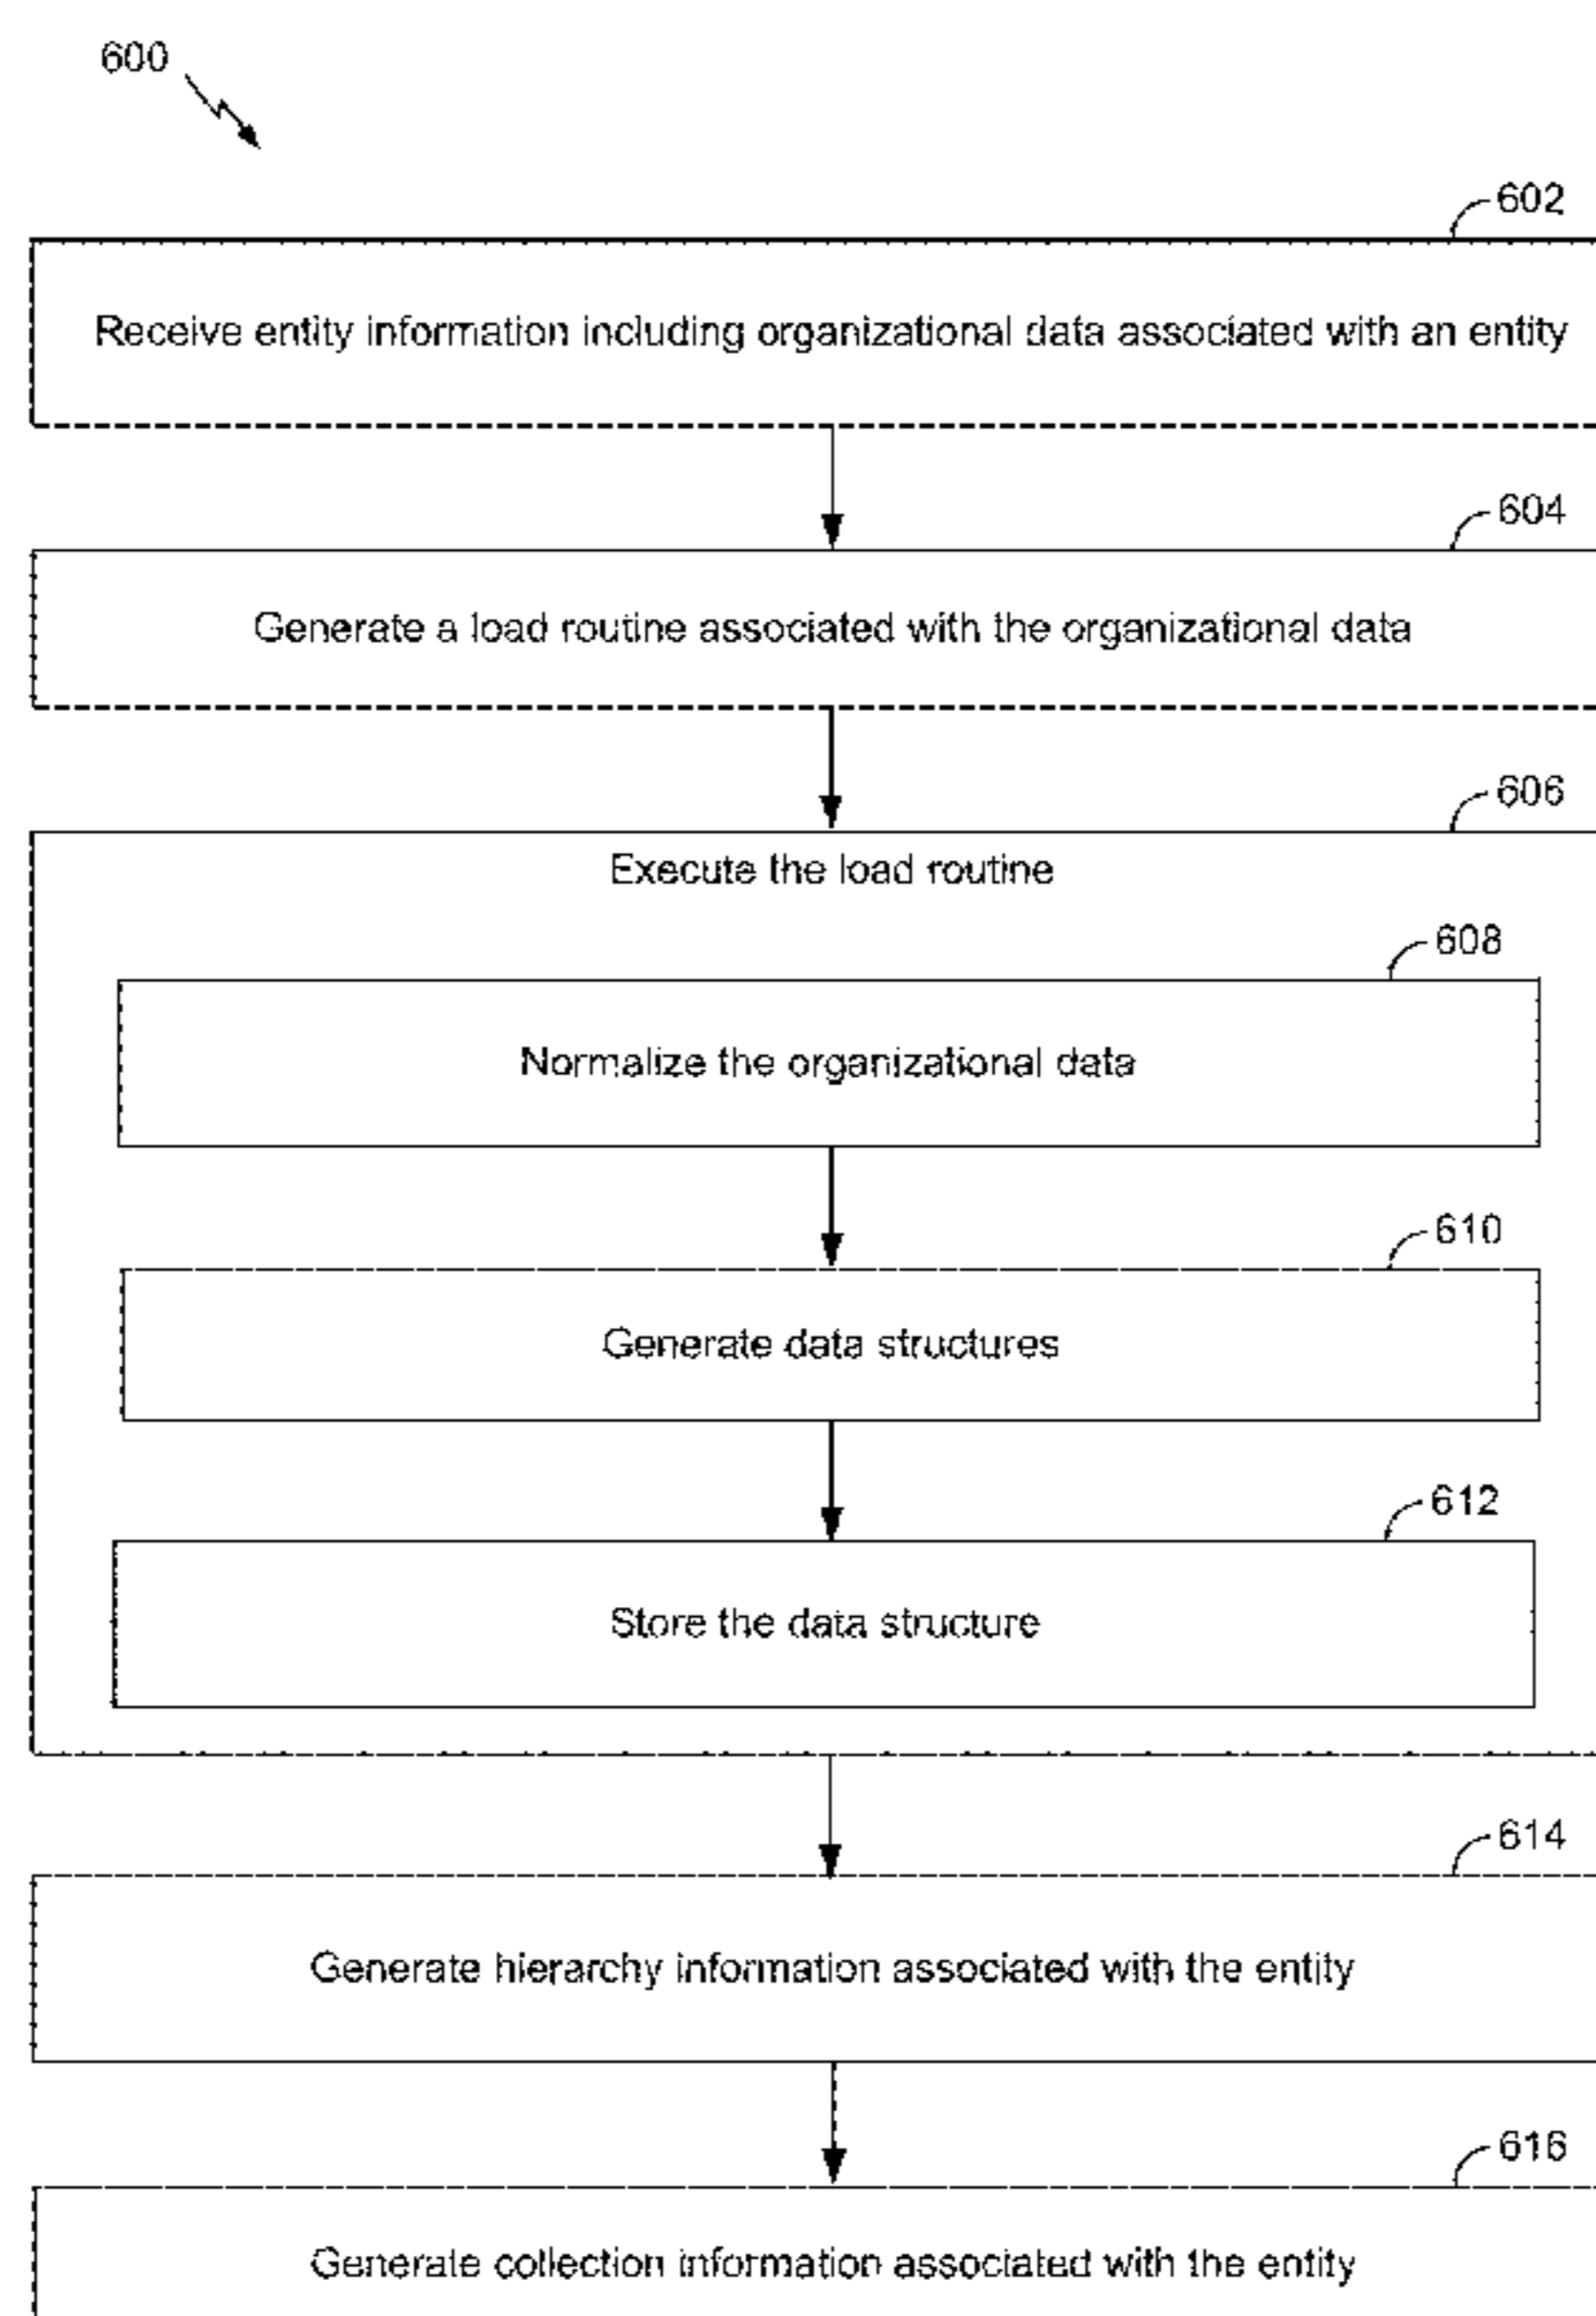 600
602
Receive entity information including organizational data associated with an entity
604
Generate a load routine associated with the organizational data
606
Execute the load routine
608
Normalize the organizational data
610
Generate data structures
612
Store the data structure
614
Generate hierarchy information associated with the entity
616
Generate collection information associated with the entity